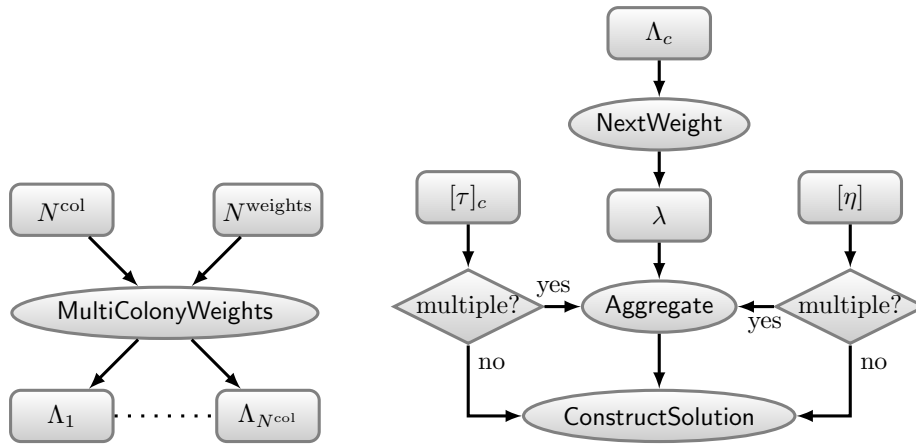 N^col N^weights
MultiColonyWeights
Λ_1 Λ_{N^col}
Λ_c
NextWeight
[τ]_c λ [η]
multiple? yes Aggregate yes multiple?
no no
ConstructSolution